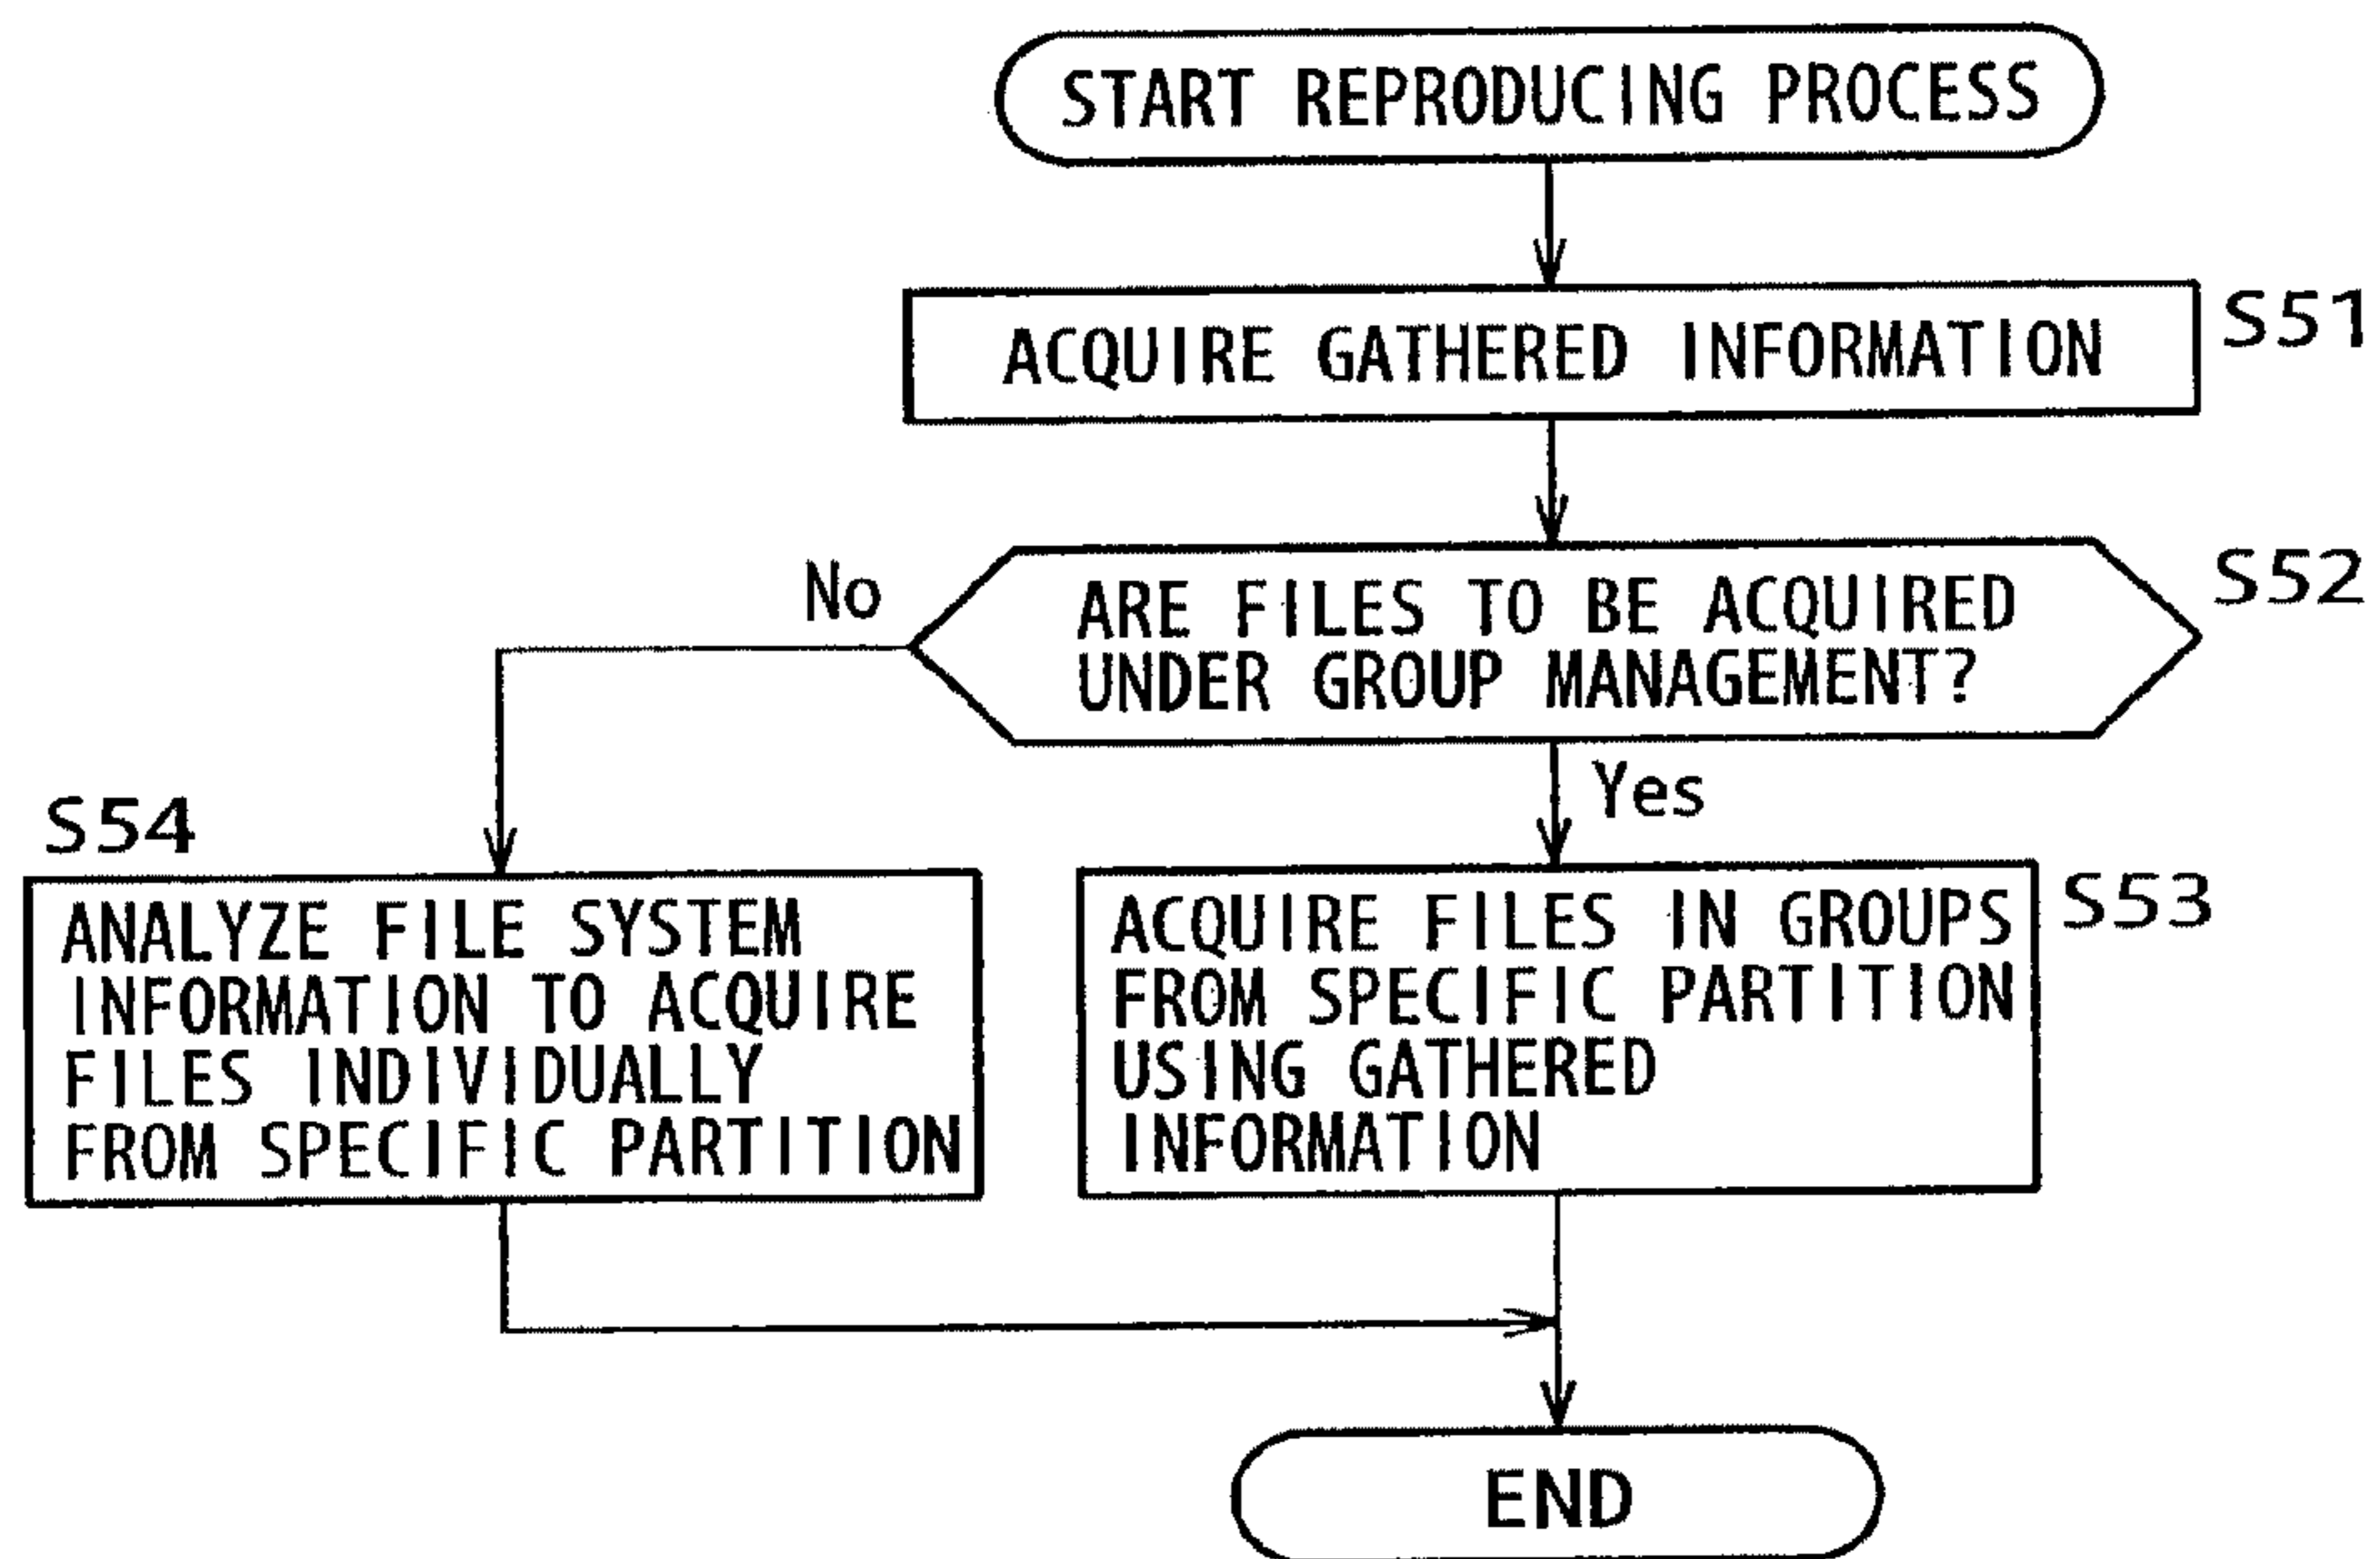 START REPRODUCING PROCESS
ACQUIRE GATHERED INFORMATION
S51
ARE FILES TO BE ACQUIRED
UNDER GROUP MANAGEMENT?
S52
No
Yes
S54
ANALYZE FILE SYSTEM
INFORMATION TO ACQUIRE
FILES INDIVIDUALLY
FROM SPECIFIC PARTITION
ACQUIRE FILES IN GROUPS
FROM SPECIFIC PARTITION
USING GATHERED
INFORMATION
S53
END